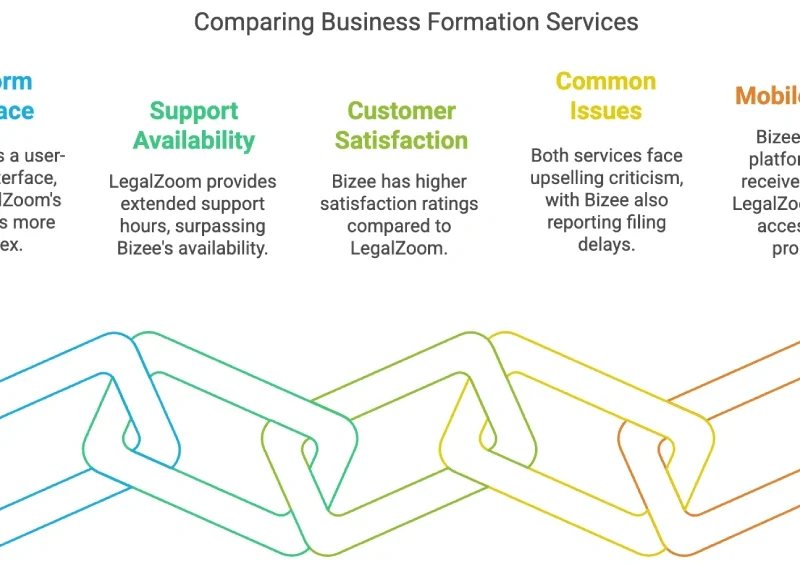 Comparing Business Formation Services
orm
ace
s a user-
erface,
lZoom's
s more
ex.
Support
Availability
LegalZoom provides
extended support
hours, surpassing
Bizee's availability.
Customer
Satisfaction
Bizee has higher
satisfaction ratings
compared to
LegalZoom.
Common
Issues
Both services face
upselling criticism,
with Bizee also
reporting filing
delays.
Mobile
Bizee
platfor
receive
LegalZo
acces
pro